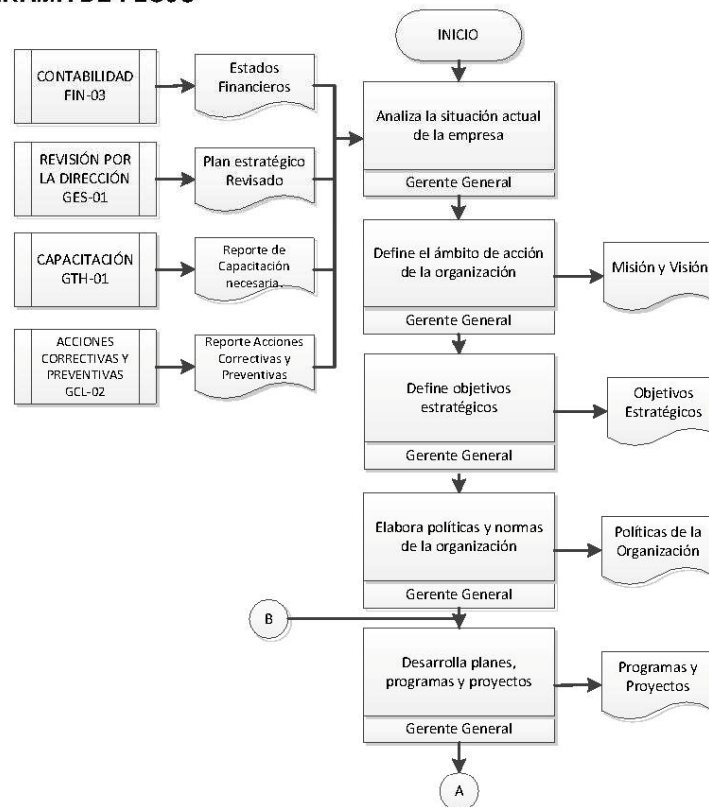 INICIO
CONTABILIDAD
FIN-03
Estados
Financieros
Analiza la situación actual
de la empresa
Gerente General
REVISIÓN POR
LA DIRECCIÓN
GES-01
Plan estratégico
Revisado
CAPACITACIÓN
GTH-01
Reporte de
Capacitación
necesaria.
Define el ámbito de acción
de la organización
Gerente General
Misión y Visión
ACCIONES
CORRECTIVAS Y
PREVENTIVAS
GCL-02
Reporte Acciones
Correctivas y
Preventivas
Define objetivos
estratégicos
Gerente General
Objetivos
Estratégicos
Elabora políticas y normas
de la organización
Gerente General
Políticas de la
Organización
B
Desarrolla planes,
programas y proyectos
Gerente General
Programas y
Proyectos
A